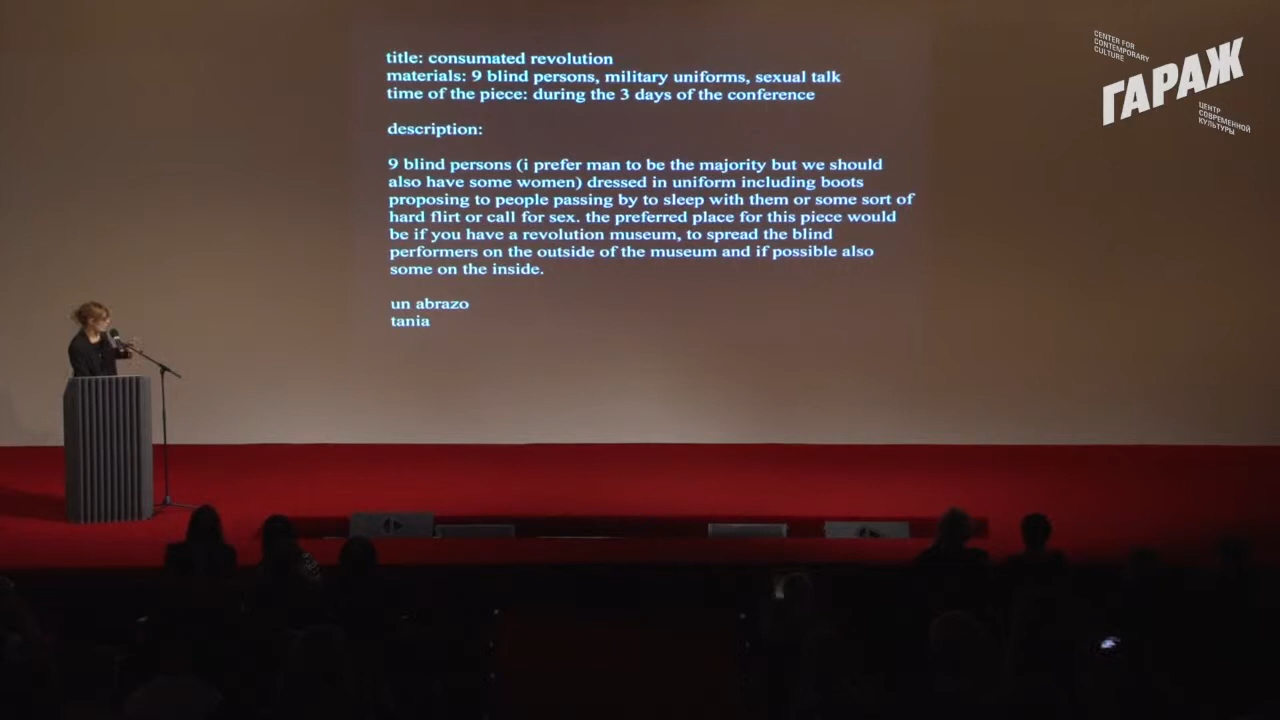 title: consumated revolution
materials: 9 blind persons, military uniforms, sexual talk
time of the piece: during the 3 days of the conference
description:
9 blind persons (i prefer man to be the majority but we should
also have some women) dressed in uniform including boots
proposing to people passing by to sleep with them or some sort of
hard flirt or call for sex. the preferred place for this piece would
be if you have a revolution museum, to spread the blind
performers on the outside of the museum and if possible also
some on the inside.
un abrazo
tania
CENTER FOR
CONTEMPORARY
CULTURE
ГАРАЖ
ЦЕНТР
СОВРЕМЕННОЙ
КУЛЬТУРЫ